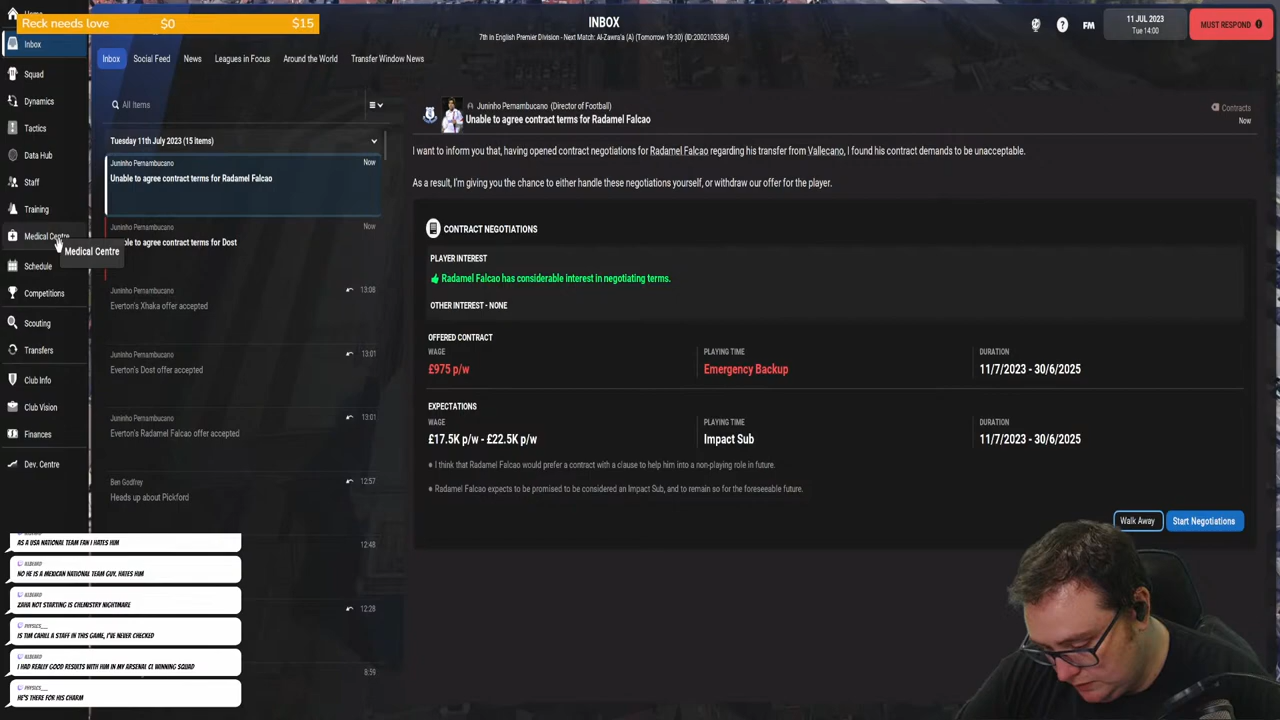 Home
Reck needs love $0 $15
Inbox
Squad
Dynamics
Tactics
Data Hub
Staff
Training
Medical Centre
Medical Centre
Schedule
Competitions
Scouting
Transfers
Club Info
Club Vision
Finances
Dev. Centre
INBOX
7th in English Premier Division - Next Match: Al-Zawra'a (A) (Tomorrow 19:30) (ID:2002105384)
FM
11 JUL 2023
Tue 14:00
MUST RESPOND
Inbox Social Feed News Leagues in Focus Around the World Transfer Window News
All Items
Tuesday 11th July 2023 (15 items)
Juninho Pernambucano Now
Unable to agree contract terms for Radamel Falcao
Juninho Pernambucano Now
ble to agree contract terms for Dost
Juninho Pernambucano 13:08
Everton's Xhaka offer accepted
Juninho Pernambucano 13:01
Everton's Dost offer accepted
Juninho Pernambucano 13:01
Everton's Radamel Falcao offer accepted
Ben Godfrey 12:57
Heads up about Pickford
12:48
12:28
8:59
Juninho Pernambucano (Director of Football)
Unable to agree contract terms for Radamel Falcao
Contracts
Now
I want to inform you that, having opened contract negotiations for Radamel Falcao regarding his transfer from Vallecano, I found his contract demands to be unacceptable.
As a result, I'm giving you the chance to either handle these negotiations yourself, or withdraw our offer for the player.
CONTRACT NEGOTIATIONS
PLAYER INTEREST
Radamel Falcao has considerable interest in negotiating terms.
OTHER INTEREST - NONE
OFFERED CONTRACT
WAGE PLAYING TIME DURATION
£975 p/w Emergency Backup 11/7/2023 - 30/6/2025
EXPECTATIONS
WAGE PLAYING TIME DURATION
£17.5K p/w - £22.5K p/w Impact Sub 11/7/2023 - 30/6/2025
I think that Radamel Falcao would prefer a contract with a clause to help him into a non-playing role in future.
Radamel Falcao expects to be promised to be considered an Impact Sub, and to remain so for the foreseeable future.
Walk Away Start Negotiations
AS A USA NATIONAL TEAM FAN I HATES HIM
NO HE IS A MEXICAN NATIONAL TEAM GUY, HATES HIM
ZAHA NOT STARTING IS CHEMISTRY NIGHTMARE
PHYSICS__
IS TIM CAHILL A STAFF IN THIS GAME, I'VE NEVER CHECKED
I HAD REALLY GOOD RESULTS WITH HIM IN MY ARSENAL CL WINNING SQUAD
PHYSICS__
HE'S THERE FOR HIS CHARM